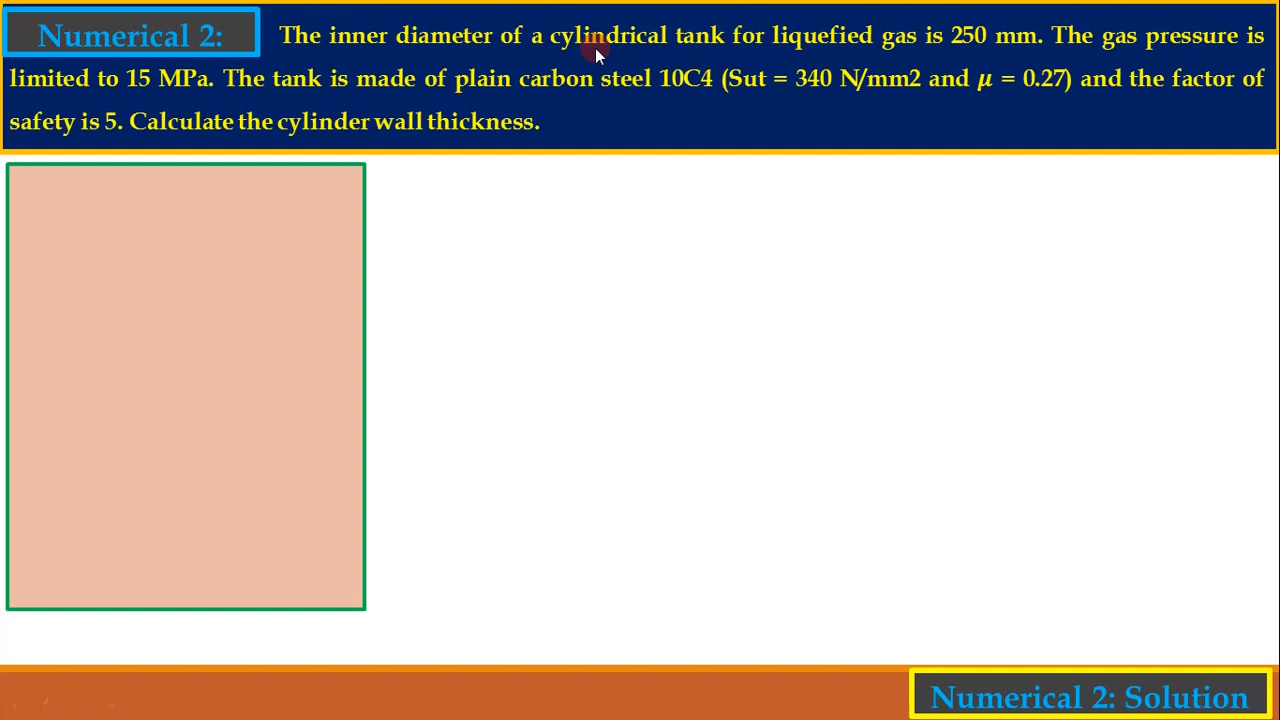 Numerical 2: The inner diameter of a cylindrical tank for liquefied gas is 250 mm. The gas pressure is
limited to 15 MPa. The tank is made of plain carbon steel 10C4 (Sut = 340 N/mm2 and μ = 0.27) and the factor of
safety is 5. Calculate the cylinder wall thickness.
Numerical 2: Solution